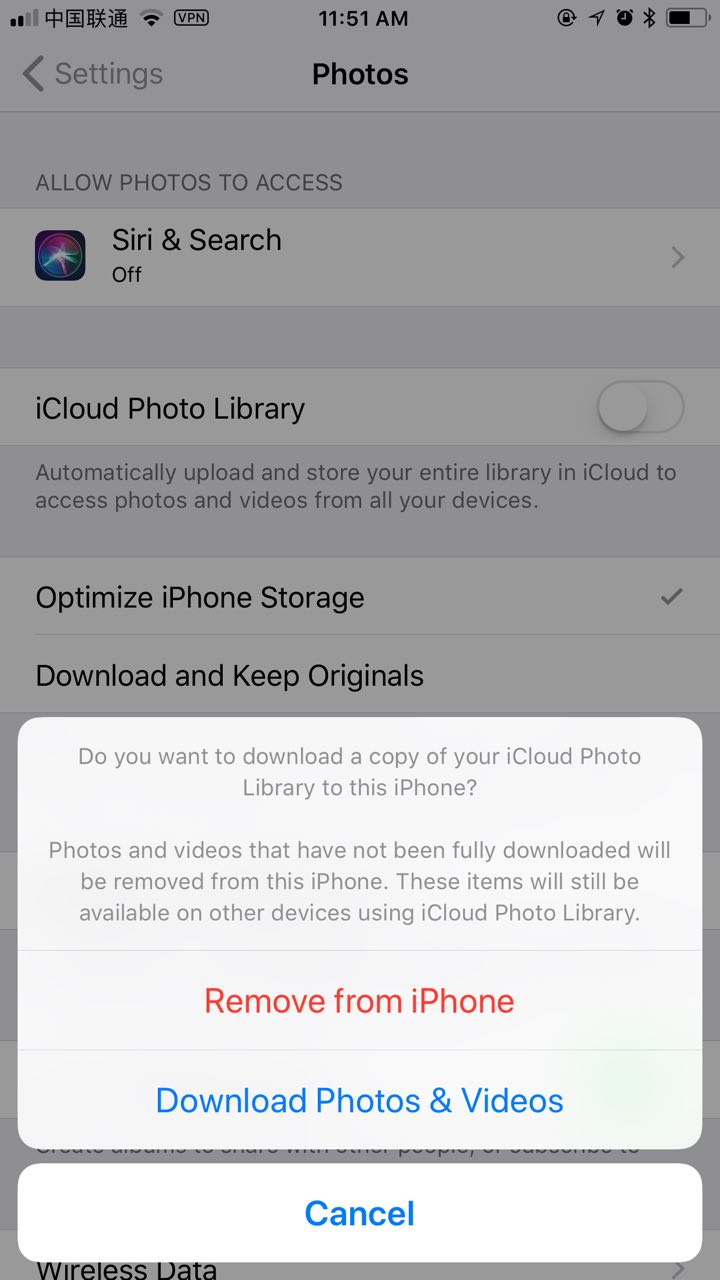 中国联通 VPN 11:51 AM
Settings Photos
ALLOW PHOTOS TO ACCESS
Siri & Search
Off
iCloud Photo Library
Automatically upload and store your entire library in iCloud to
access photos and videos from all your devices.
Optimize iPhone Storage
Download and Keep Originals
Do you want to download a copy of your iCloud Photo
Library to this iPhone?
Photos and videos that have not been fully downloaded will
be removed from this iPhone. These items will still be
available on other devices using iCloud Photo Library.
Remove from iPhone
Download Photos & Videos
Create albums to share with other people, or subscribe to
Cancel
Wireless Data